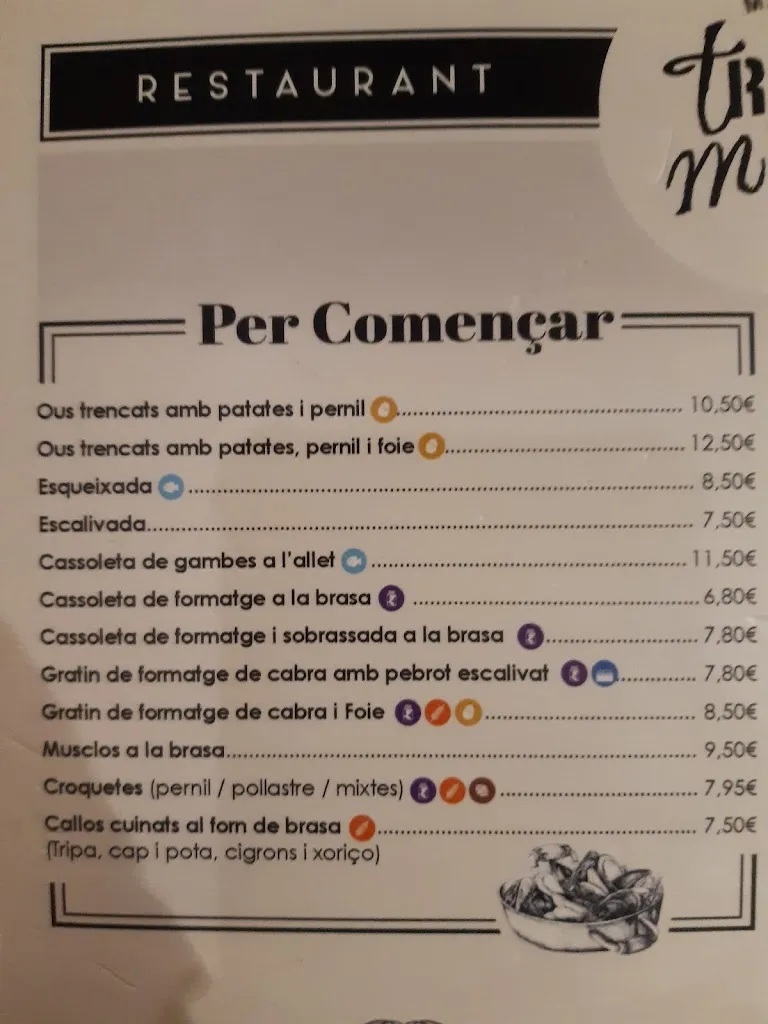 RESTAURANT
Per Començar
Ous trencats amb patates i pernil 10,50€
Ous trencats amb patates, pernil i foie 12,50€
Esqueixada 8,50€
Escalivada 7,50€
Cassoleta de gambes a l'allet 11,50€
Cassoleta de formatge a la brasa 6,80€
Cassoleta de formatge i sobrassada a la brasa 7,80€
Gratin de formatge de cabra amb pebrot escalivat 7,80€
Gratin de formatge de cabra i Foie 8,50€
Musclos a la brasa 9,50€
Croquetes (pernil / pollastre / mixtes) 7,95€
Callos cuinats al forn de brasa 7,50€
(Tripa, cap i pota, cigrons i xoriço)